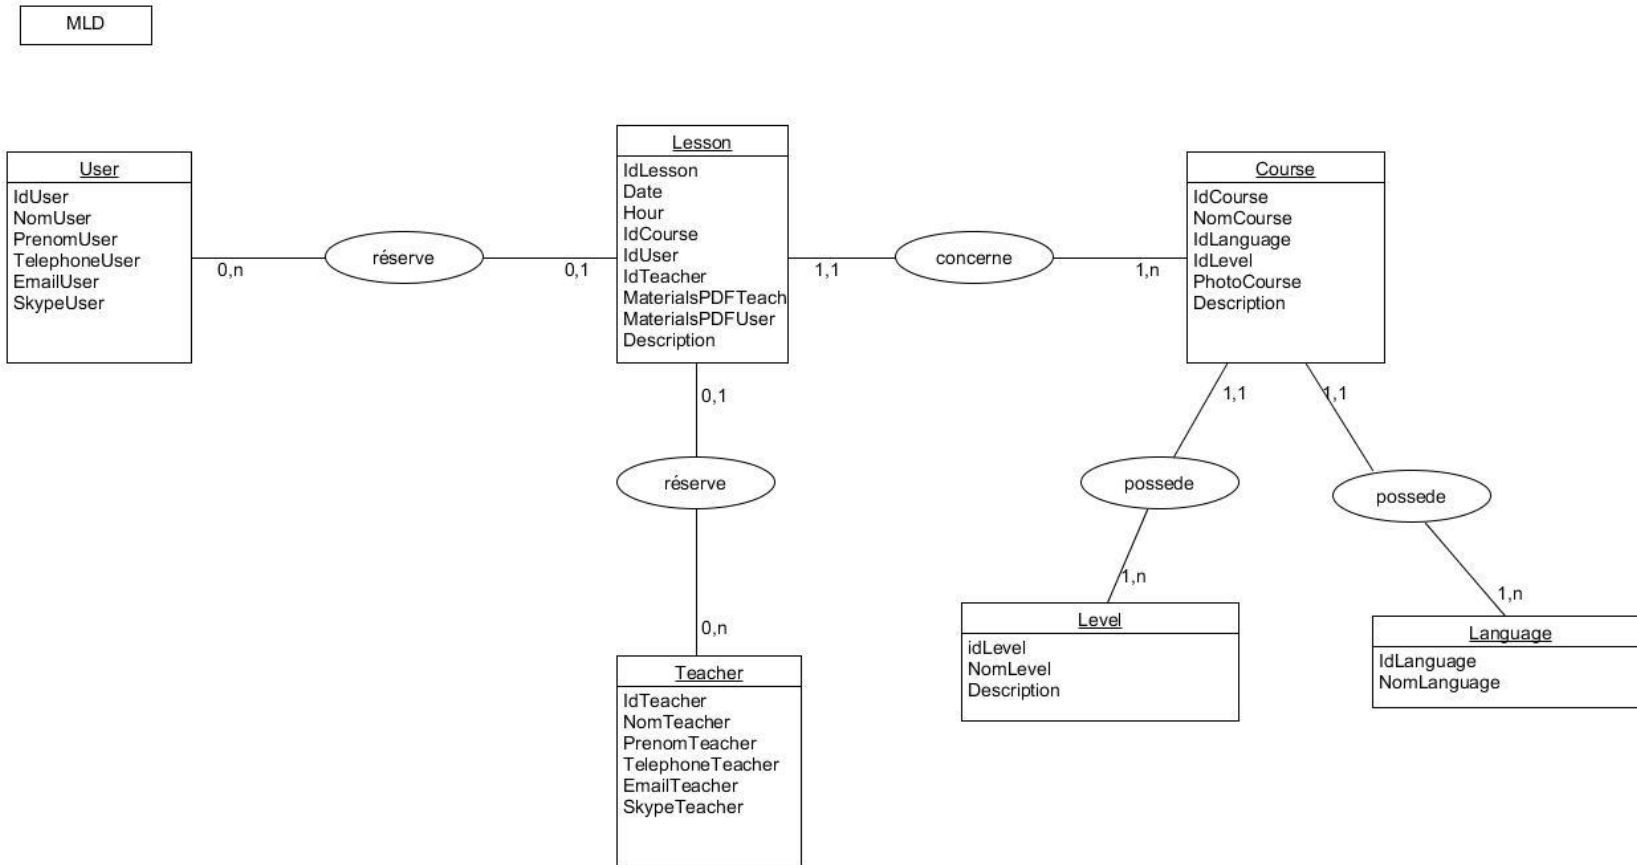 MLD
User
IdUser
NomUser
PrenomUser
TelephoneUser
EmailUser
SkypeUser
0,n
réserve
0,1
Lesson
IdLesson
Date
Hour
IdCourse
IdUser
IdTeacher
MaterialsPDFTeach
MaterialsPDFUser
Description
1,1
concerne
1,n
Course
IdCourse
NomCourse
IdLanguage
IdLevel
PhotoCourse
Description
0,1
réserve
0,n
Teacher
IdTeacher
NomTeacher
PrenomTeacher
TelephoneTeacher
EmailTeacher
SkypeTeacher
1,1
possede
1,n
Level
idLevel
NomLevel
Description
1,1
possede
1,n
Language
IdLanguage
NomLanguage